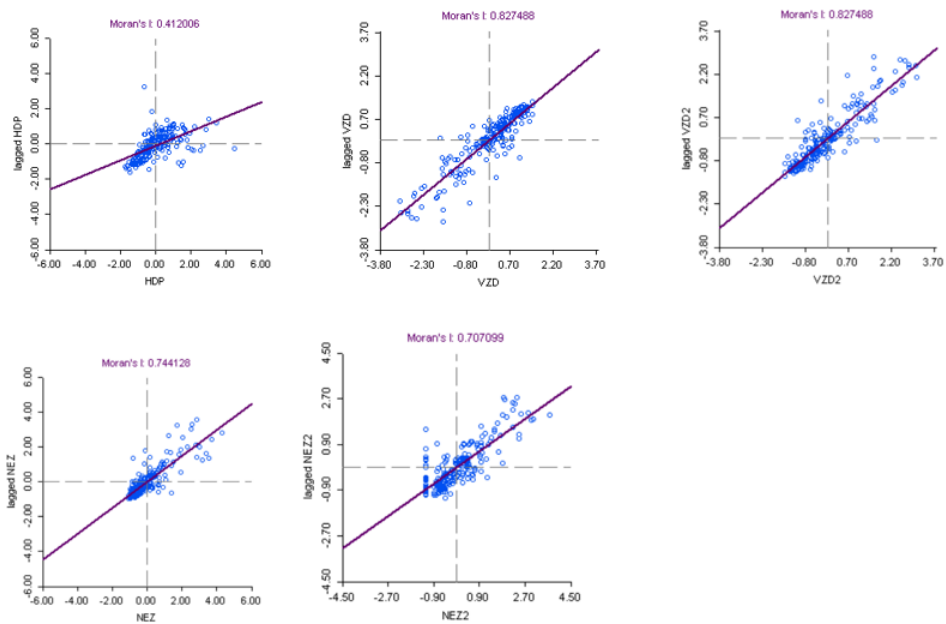 Moran's I: 0.412006
6.00
4.00
2.00
0.00
-2.00
-4.00
-6.00
lagged HDP
-6.00 -4.00 -2.00 0.00 2.00 4.00 6.00
HDP
Moran's I: 0.827488
3.70
2.20
0.70
-0.80
-2.30
-3.80
lagged VZD
-3.80 -2.30 -0.80 0.70 2.20 3.70
VZD
Moran's I: 0.827488
3.70
2.20
0.70
-0.80
-2.30
-3.80
lagged VZD2
-3.80 -2.30 -0.80 0.70 2.20 3.70
VZD2
Moran's I: 0.744128
6.00
4.00
2.00
0.00
-2.00
-4.00
-6.00
lagged NEZ
-6.00 -4.00 -2.00 0.00 2.00 4.00 6.00
NEZ
Moran's I: 0.707099
4.50
2.70
0.90
-0.90
-2.70
-4.50
lagged NEZ2
-4.50 -2.70 -0.90 0.90 2.70 4.50
NEZ2